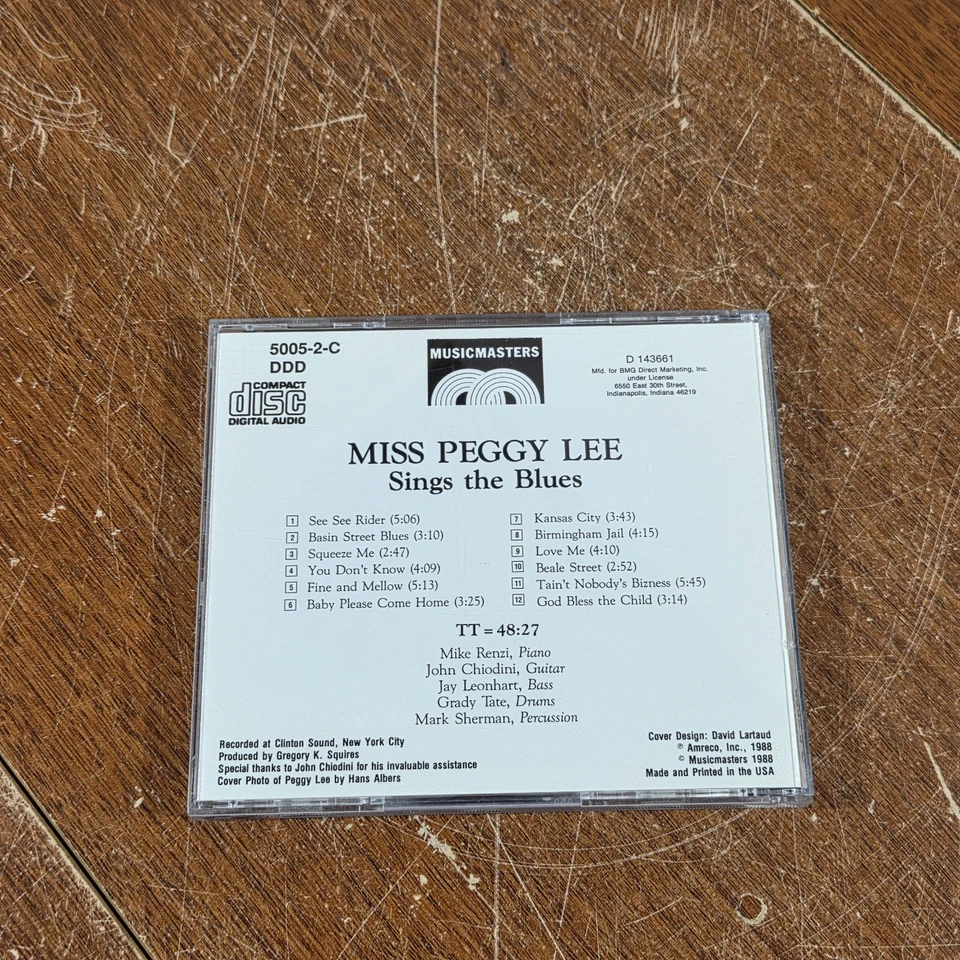 5005-2-C
DDD
COMPACT
disc
DIGITAL AUDIO
MUSICMASTERS
D 143661
Mfd. for BMG Direct Marketing, Inc.
under License
6550 East 30th Street,
Indianapolis, Indiana 46219
MISS PEGGY LEE
Sings the Blues
1 See See Rider (5:06)
2 Basin Street Blues (3:10)
3 Squeeze Me (2:47)
4 You Don't Know (4:09)
5 Fine and Mellow (5:13)
6 Baby Please Come Home (3:25)
7 Kansas City (3:43)
8 Birmingham Jail (4:15)
9 Love Me (4:10)
10 Beale Street (2:52)
11 Tain't Nobody's Bizness (5:45)
12 God Bless the Child (3:14)
TT = 48:27
Mike Renzi, Piano
John Chiodini, Guitar
Jay Leonhart, Bass
Grady Tate, Drums
Mark Sherman, Percussion
Recorded at Clinton Sound, New York City
Produced by Gregory K. Squires
Special thanks to John Chiodini for his invaluable assistance
Cover Photo of Peggy Lee by Hans Albers
Cover Design: David Lartaud
℗ Amreco, Inc., 1988
© Musicmasters 1988
Made and Printed in the USA